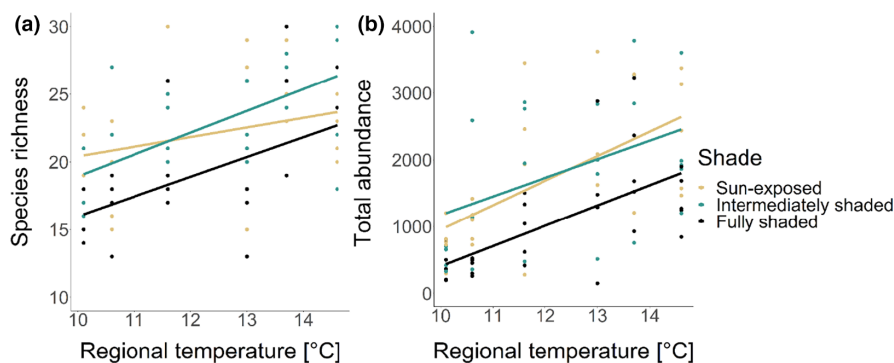 (a)
Species richness
30
25
20
15
10
10 11 12 13 14
Regional temperature [°C]
(b)
Total abundance
4000
3000
2000
1000
0
10 11 12 13 14
Regional temperature [°C]
Shade
Sun-exposed
Intermediately shaded
Fully shaded